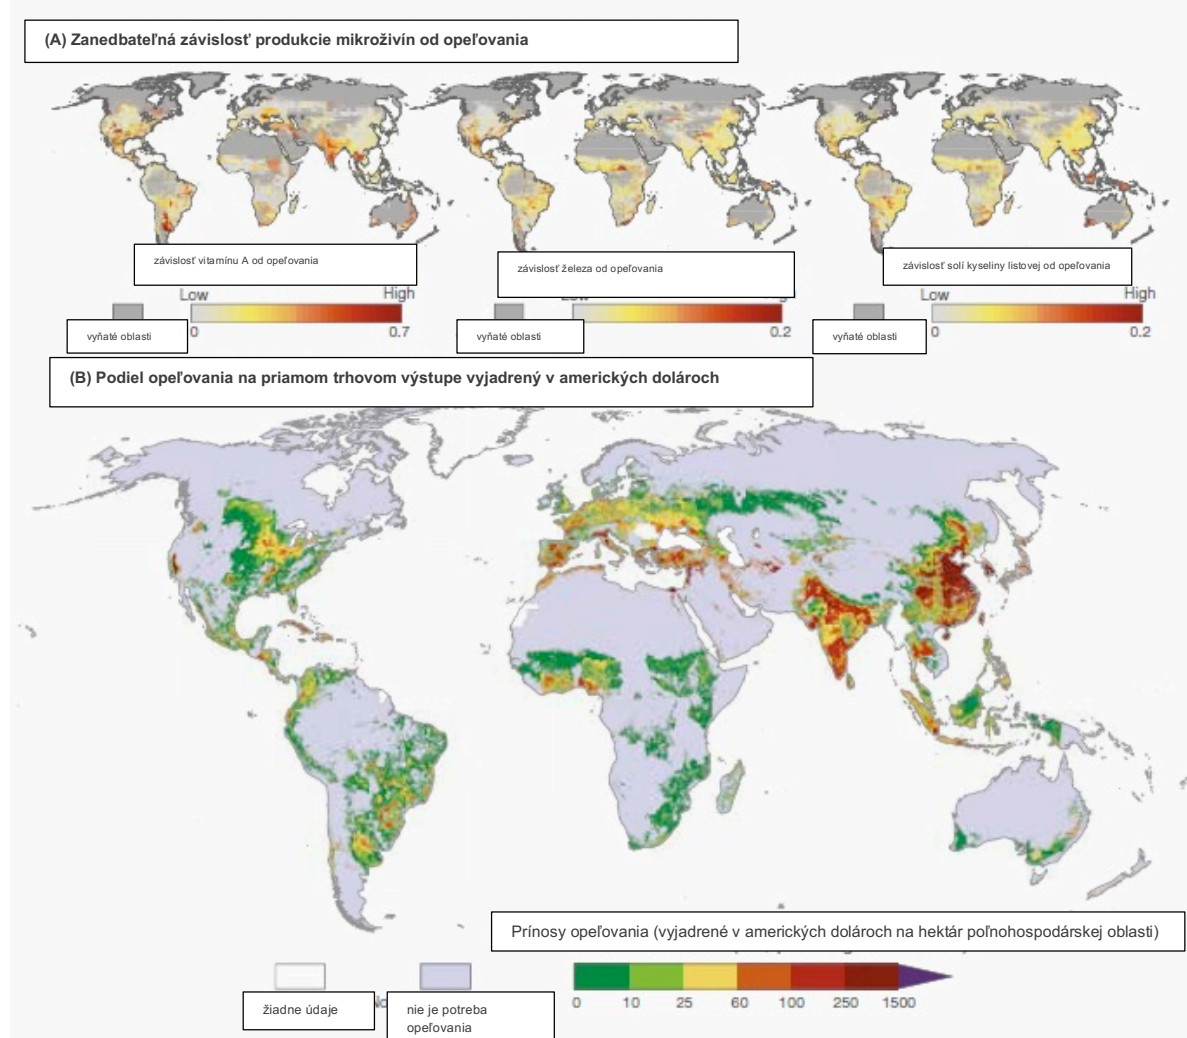 (A) Zanedbateľná závislosť produkcie mikroživín od opeľovania
závislosť vitamínu A od opeľovania
závislosť železa od opeľovania
závislosť solí kyseliny listovej od opeľovania
Low High
Low High
0 0.7
0.2
0 0.2
vyňaté oblasti
vyňaté oblasti
vyňaté oblasti
(B) Podiel opeľovania na priamom trhovom výstupe vyjadrený v amerických dolároch
Prínosy opeľovania (vyjadrené v amerických dolároch na hektár poľnohospodárskej oblasti)
0 10 25 60 100 250 1500
žiadne údaje
nie je potreba
opeľovania